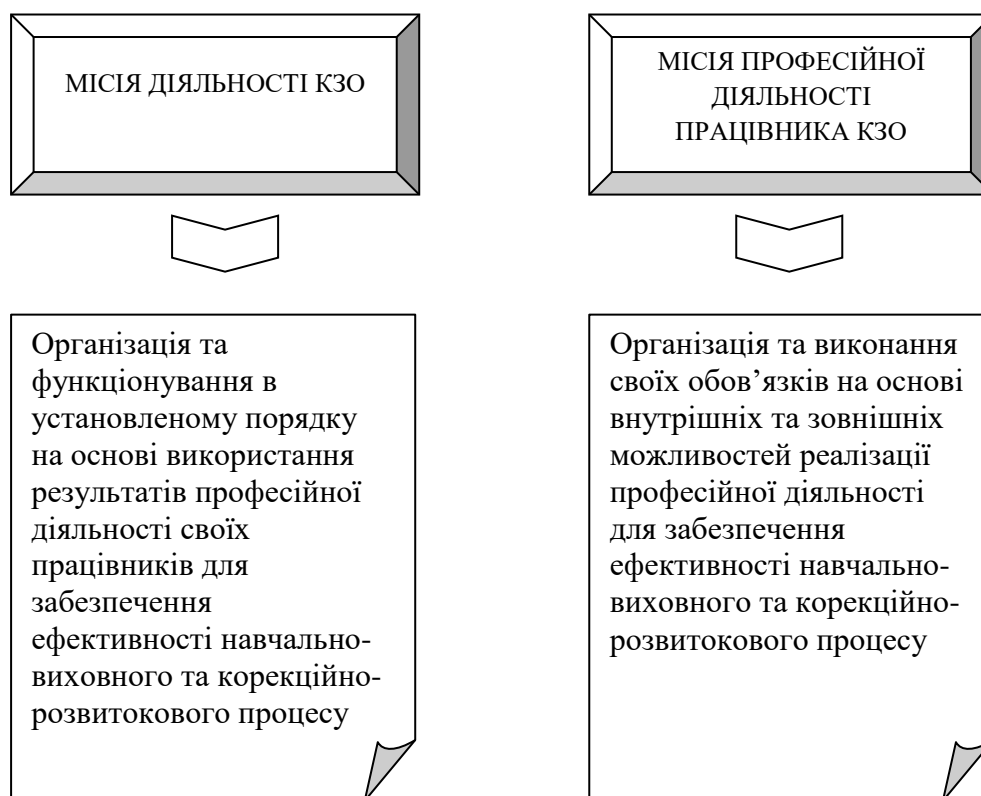 МІСІЯ ДІЯЛЬНОСТІ КЗО
Організація та
функціонування в
установленому порядку
на основі використання
результатів професійної
діяльності своїх
працівників для
забезпечення
ефективності навчально-
виховного та корекційно-
розвитокового процесу
МІСІЯ ПРОФЕСІЙНОЇ
ДІЯЛЬНОСТІ
ПРАЦІВНИКА КЗО
Організація та виконання
своїх обов’язків на основі
внутрішніх та зовнішніх
можливостей реалізації
професійної діяльності
для забезпечення
ефективності навчально-
виховного та корекційно-
розвитокового процесу